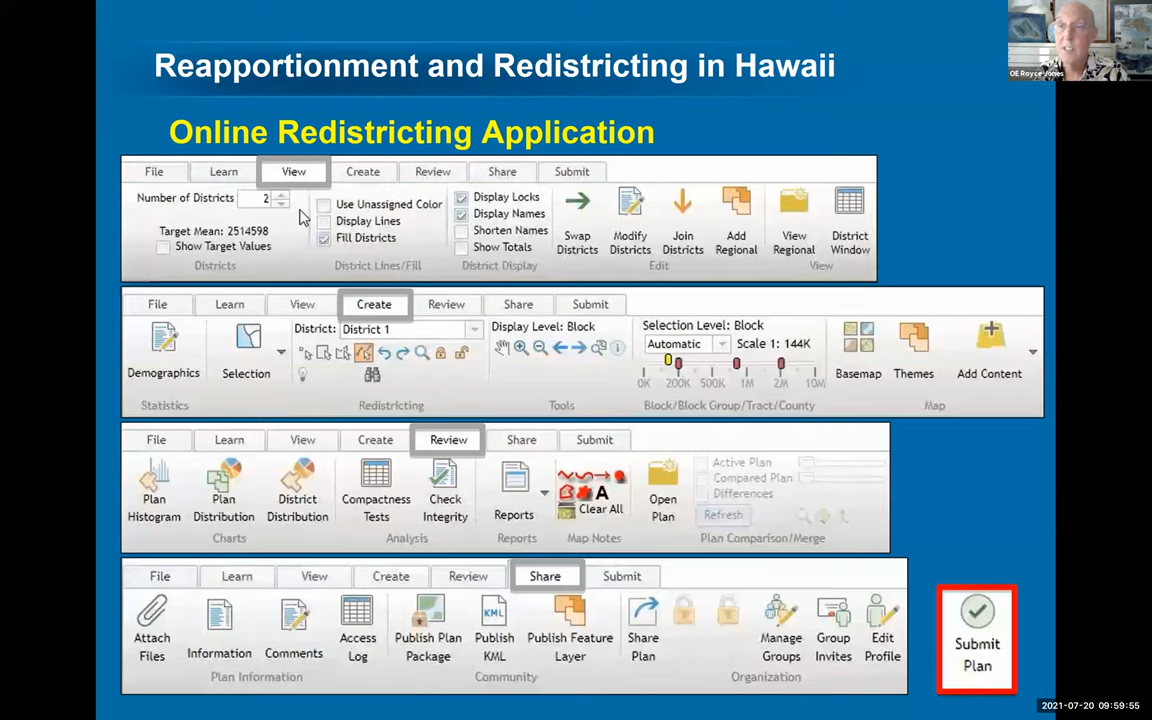 Reapportionment and Redistricting in Hawaii
OE Royce Jones
Online Redistricting Application
File Learn View Create Review Share Submit
Number of Districts 2
Target Mean: 2514598
Show Target Values
Districts
Use Unassigned Color
Display Lines
Fill Districts
District Lines/Fill
Display Locks
Display Names
Shorten Names
Show Totals
District Display
Swap Districts
Modify Districts
Join Districts
Add Regional
Edit
View Regional
District Window
View
File Learn View Create Review Share Submit
Demographics
Statistics
Selection
District: District 1
Redistricting
Display Level: Block
Tools
Selection Level: Block
Automatic Scale 1: 144K
0K 200K 500K 1M 2M 10M
Block/Block Group/Tract/County
Basemap
Themes
Add Content
Map
File Learn View Create Review Share Submit
Plan Histogram
Plan Distribution
District Distribution
Charts
Compactness Tests
Check Integrity
Analysis
Reports
Reports
A
Clear All
Map Notes
Open Plan
Active Plan
Compared Plan
Differences
Refresh
Plan Comparison/Merge
File Learn View Create Review Share Submit
Attach Files
Information
Comments
Access Log
Plan Information
Publish Plan Package
KML
Publish KML
Publish Feature Layer
Community
Share Plan
Manage Groups
Group Invites
Edit Profile
Organization
Submit Plan
2021-07-20 09:59:55